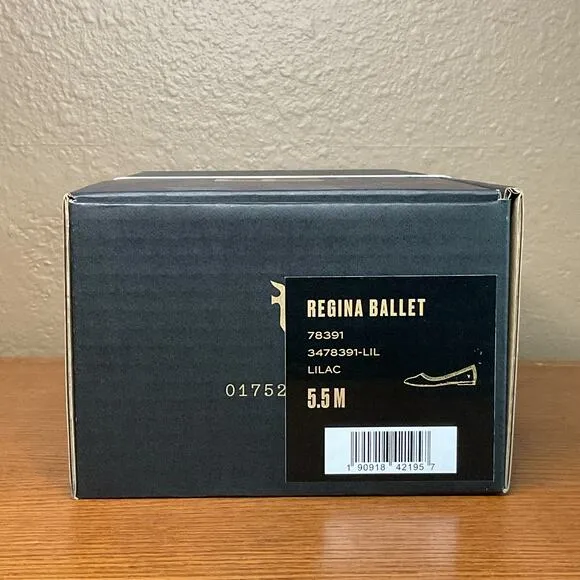 REGINA BALLET
78391
3478391-LIL
LILAC
01752
5.5 M
1 90918 42195 7